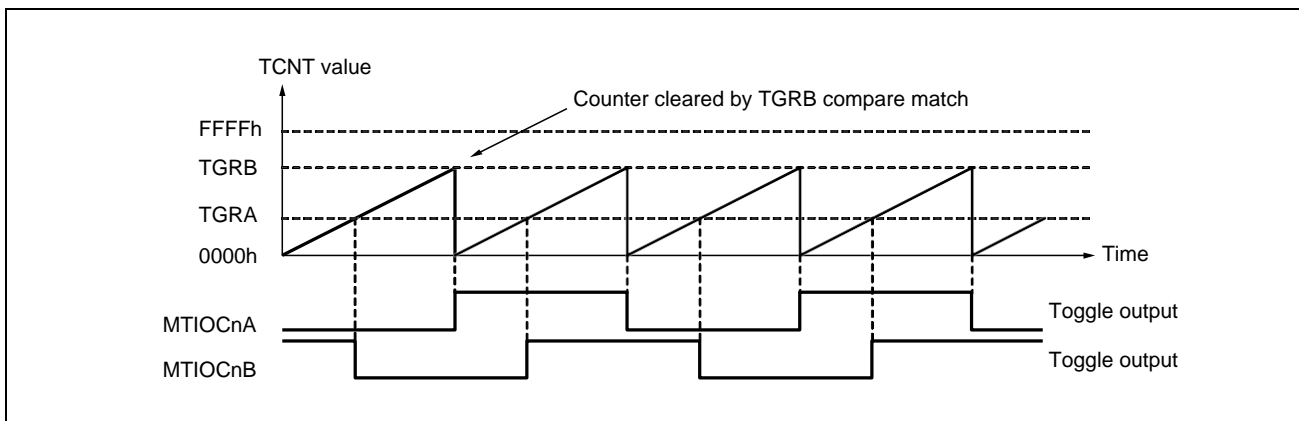 TCNT value
Counter cleared by TGRB compare match
FFFFh
TGRB
TGRA
0000h
Time
MTIOCnA
Toggle output
MTIOCnB
Toggle output